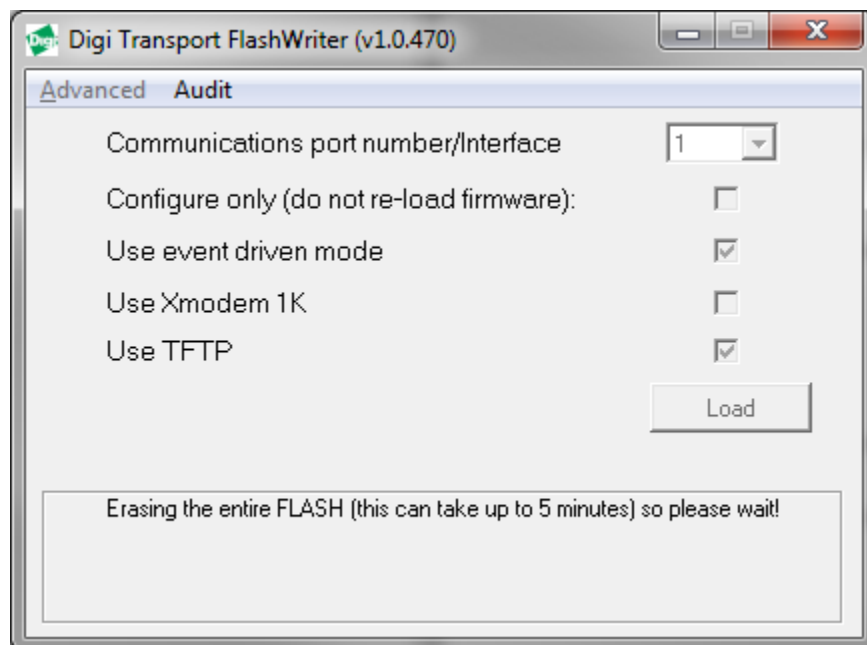 Digi Digi Transport FlashWriter (v1.0.470)
Advanced Audit
Communications port number/Interface 1
Configure only (do not re-load firmware):
Use event driven mode
Use Xmodem 1K
Use TFTP
Load
Erasing the entire FLASH (this can take up to 5 minutes) so please wait!